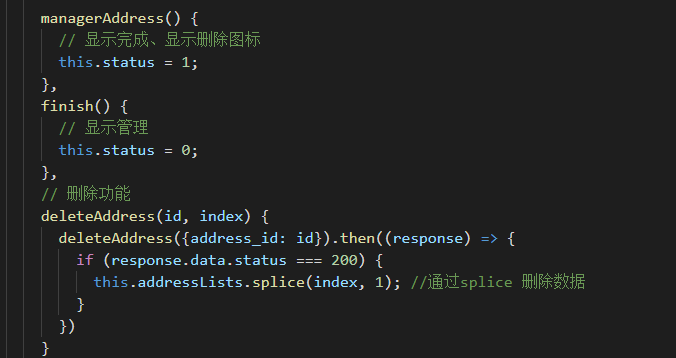 managerAddress() {
// 显示完成、显示删除图标
this.status = 1;
},
finish() {
// 显示管理
this.status = 0;
},
// 删除功能
deleteAddress(id, index) {
deleteAddress({address_id: id}).then((response) => {
if (response.data.status === 200) {
this.addressLists.splice(index, 1); //通过splice 删除数据
}
})
}